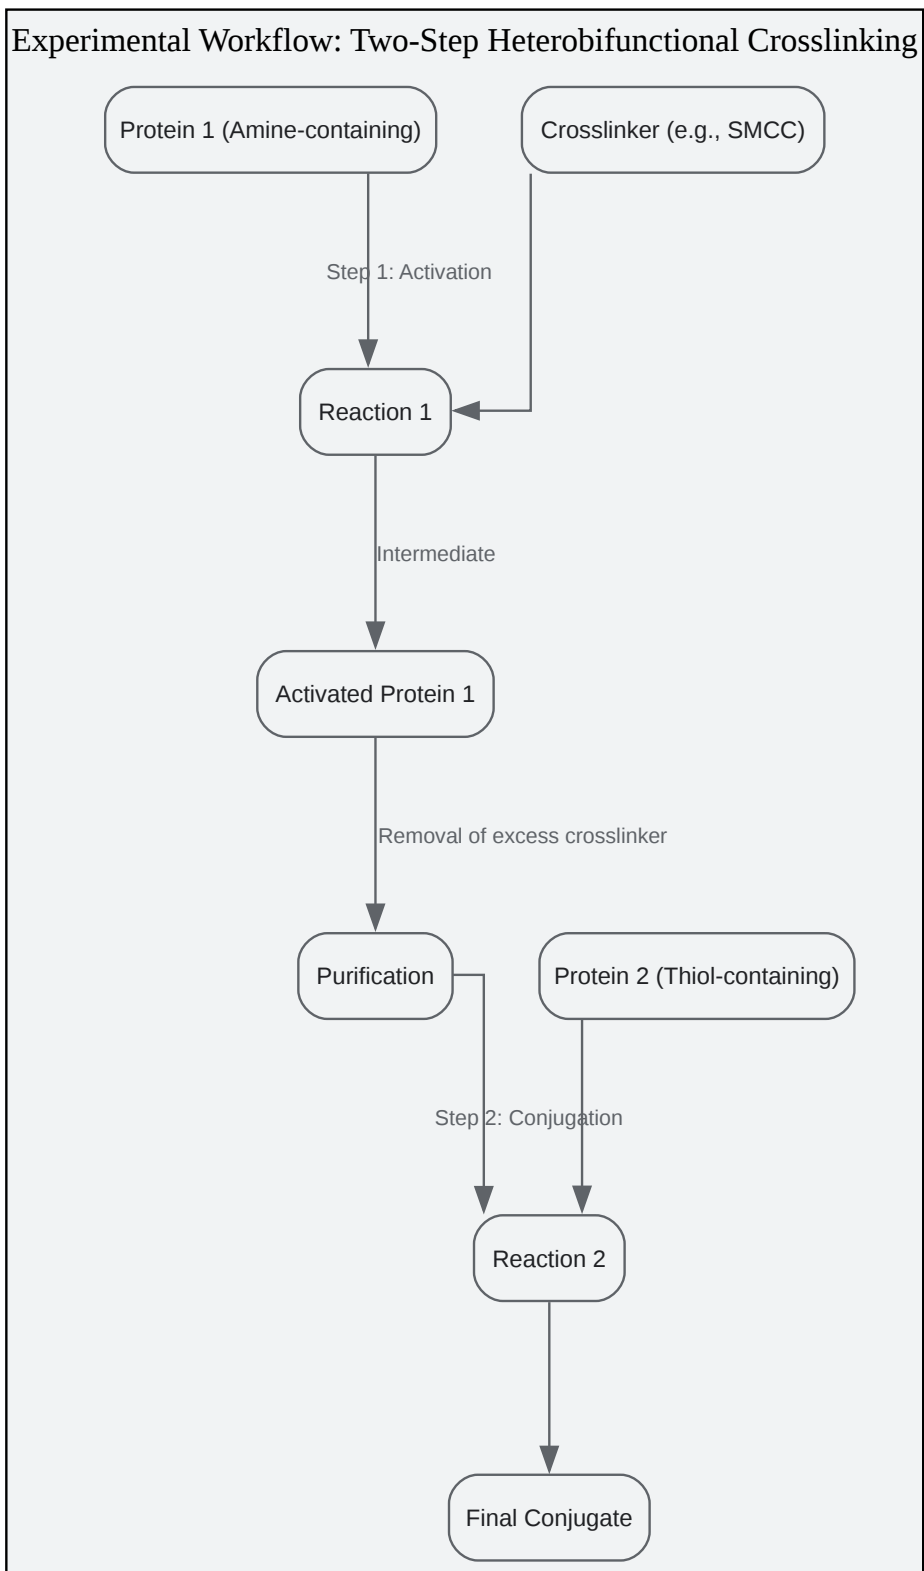 Experimental Workflow: Two-Step Heterobifunctional Crosslinking
Protein 1 (Amine-containing)
Crosslinker (e.g., SMCC)
Step 1: Activation
Reaction 1
Intermediate
Activated Protein 1
Removal of excess crosslinker
Purification
Protein 2 (Thiol-containing)
Step 2: Conjugation
Reaction 2
Final Conjugate